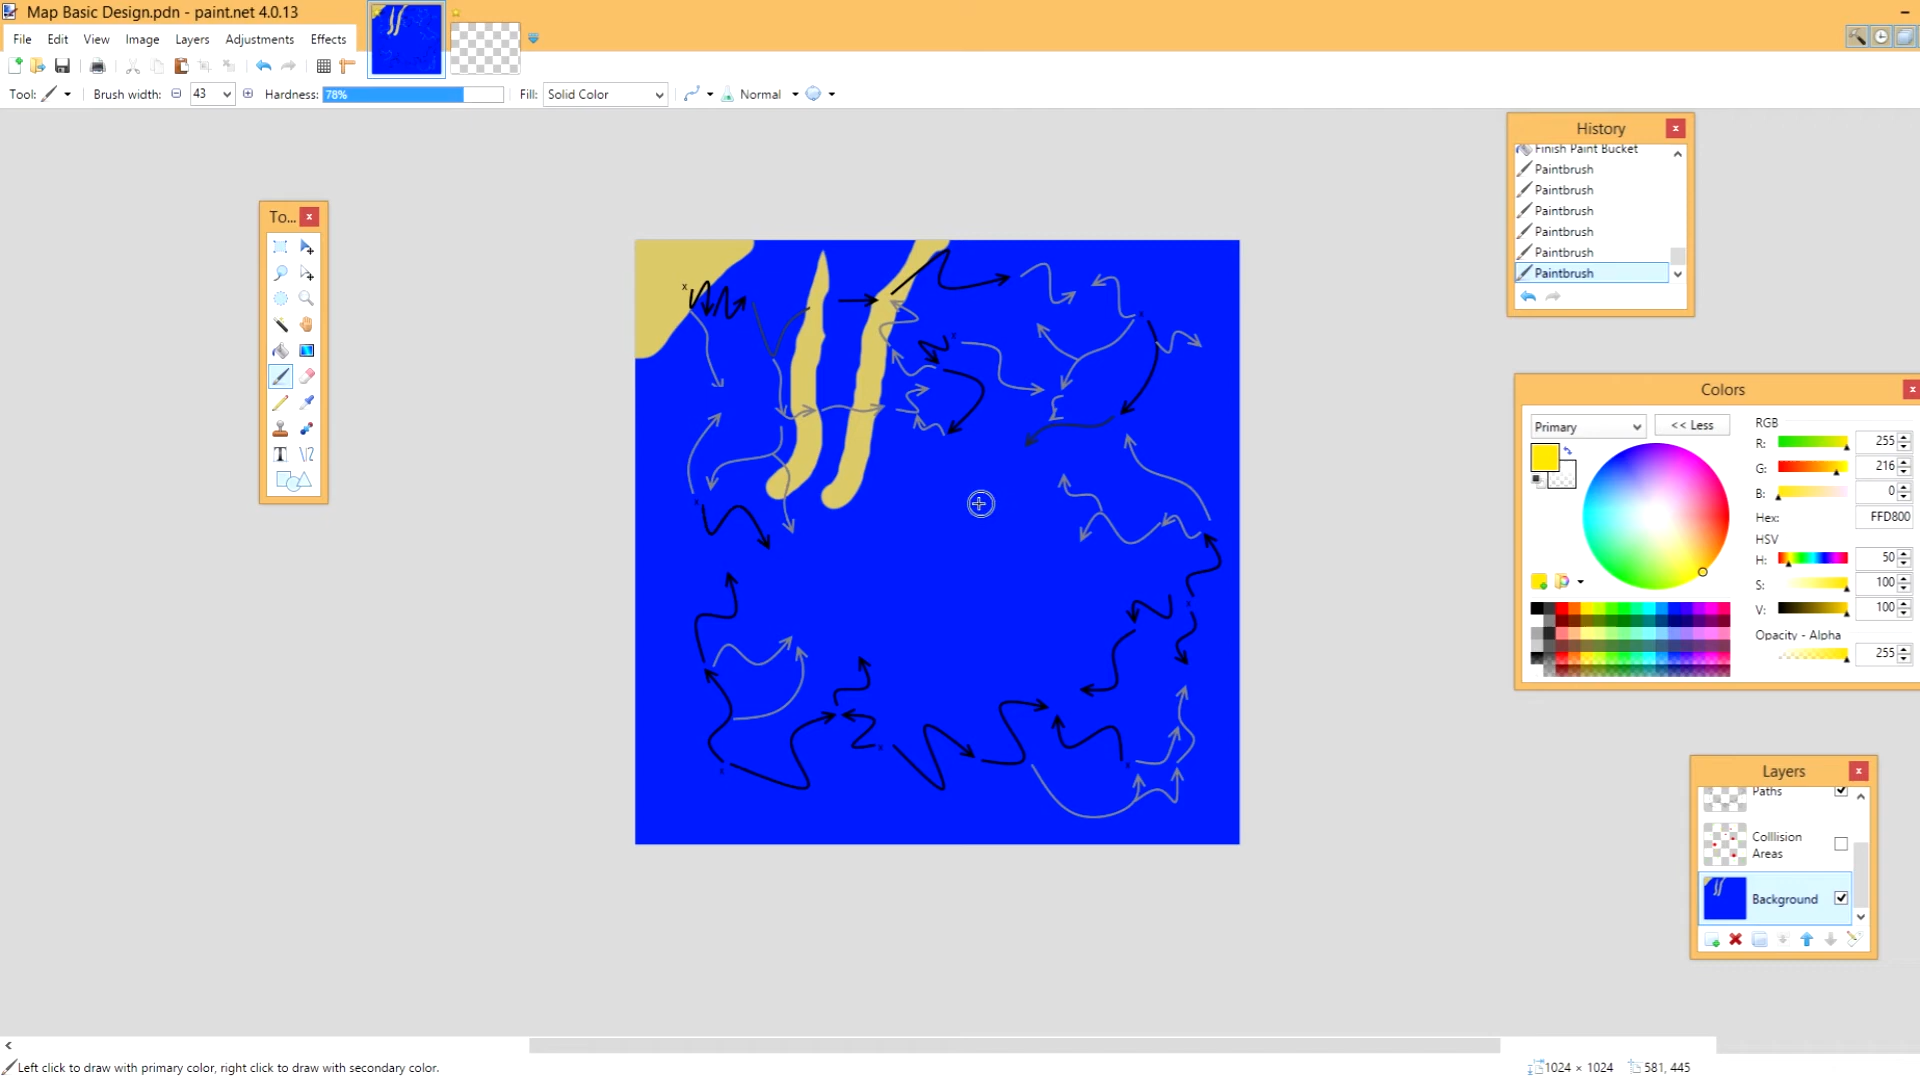 Map Basic Design.pdn - paint.net 4.0.13
File Edit View Image Layers Adjustments Effects
Tool: Brush width: 43 Hardness: 78% Fill: Solid Color Normal
History
Finish Paint Bucket
Paintbrush
Paintbrush
Paintbrush
Paintbrush
Paintbrush
Paintbrush
To...
Colors
Primary << Less
RGB
R: 255
G: 216
B: 0
Hex: FFD800
HSV
H: 50
S: 100
V: 100
Opacity - Alpha
255
x
x
x
x
x
x
x
x
Layers
Paths
Colllision
Areas
Background
Left click to draw with primary color, right click to draw with secondary color.
1024 × 1024 581, 445